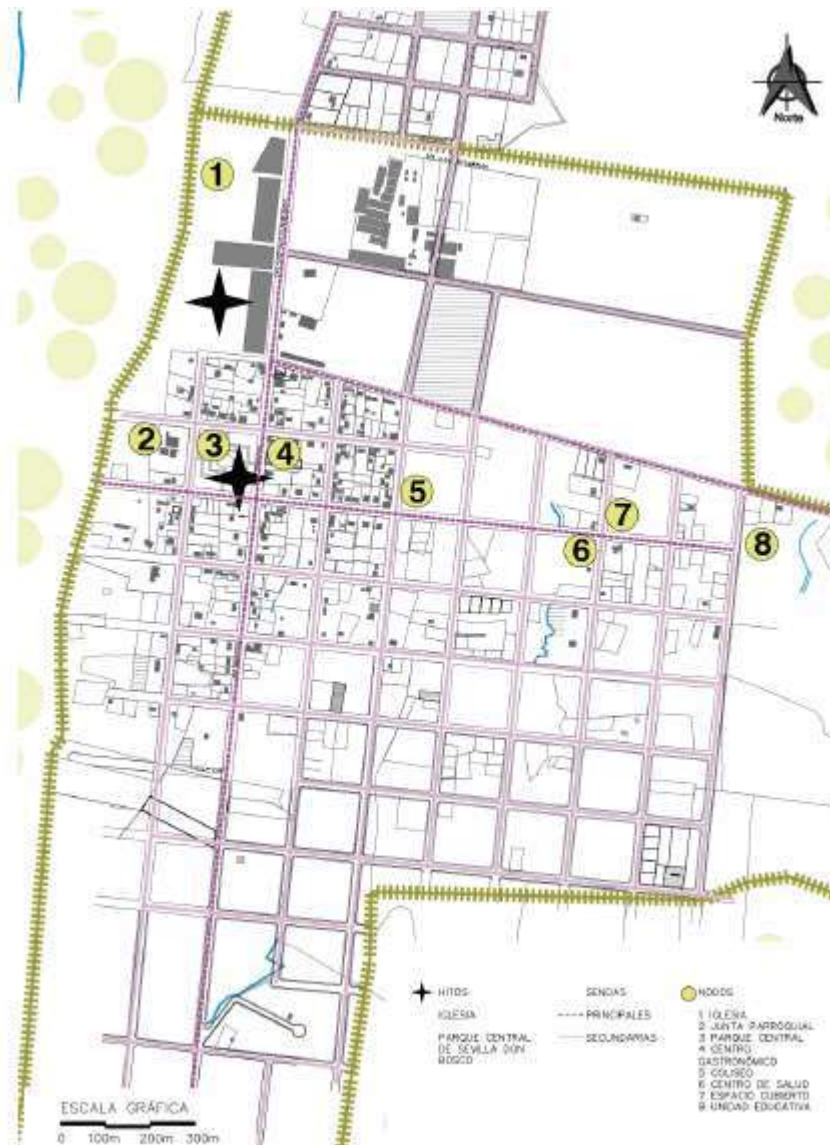 Norte
1
2
3
4
5
6
7
8
HITOS
IGLESIA
PARQUE CENTRAL
DE SEVILLA DON
BOSCO
SENDAS
PRINCIPALES
SECUNDARIAS
NODOS
1 IGLESIA
2 JUNTA PARROQUIAL
3 PARQUE CENTRAL
4 CENTRO
GASTRONÓMICO
5 COLISEO
6 CENTRO DE SALUD
7 ESPACIO CUBIERTO
8 UNIDAD EDUCATIVA
ESCALA GRÁFICA
0 100m 200m 300m